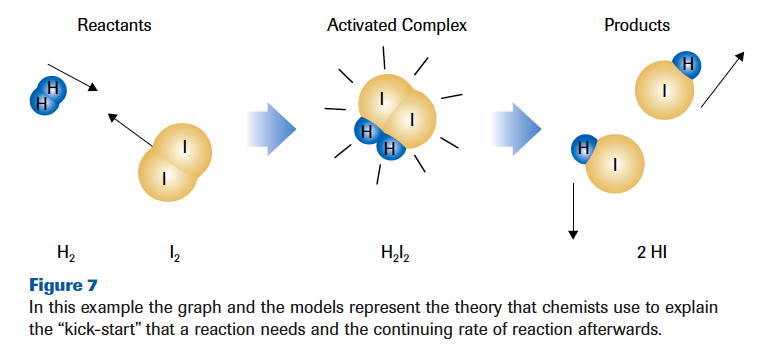 Reactants Activated Complex Products
H
H
I
I
I
I
H
H
H
I
H
I
H₂ I₂ H₂I₂ 2 HI
Figure 7
In this example the graph and the models represent the theory that chemists use to explain
the “kick-start” that a reaction needs and the continuing rate of reaction afterwards.